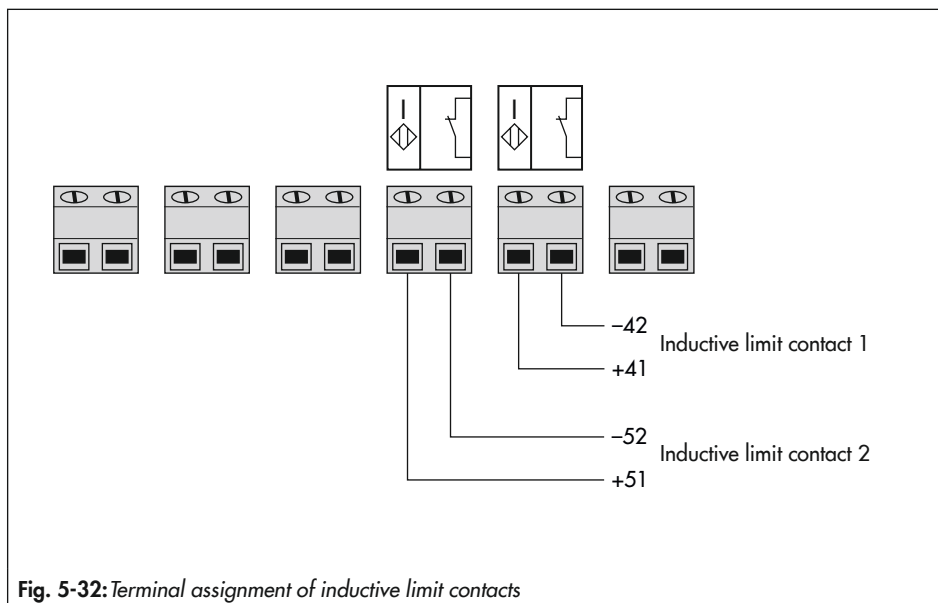 –42
Inductive limit contact 1
+41
–52
Inductive limit contact 2
+51
Fig. 5-32: Terminal assignment of inductive limit contacts